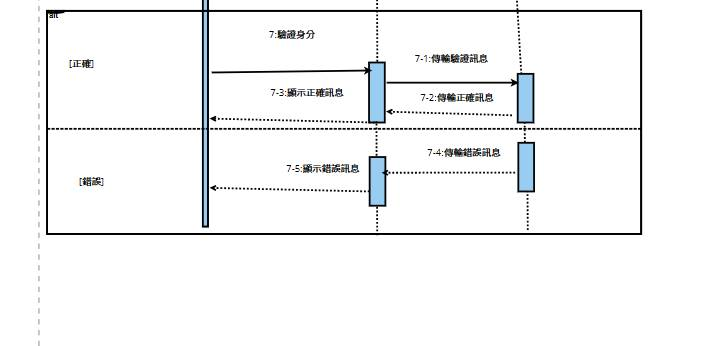 alt
7:驗證身分
[正確]
7-1:傳輸驗證訊息
7-3:顯示正確訊息
7-2:傳輸正確訊息
7-4:傳輸錯誤訊息
7-5:顯示錯誤訊息
[錯誤]